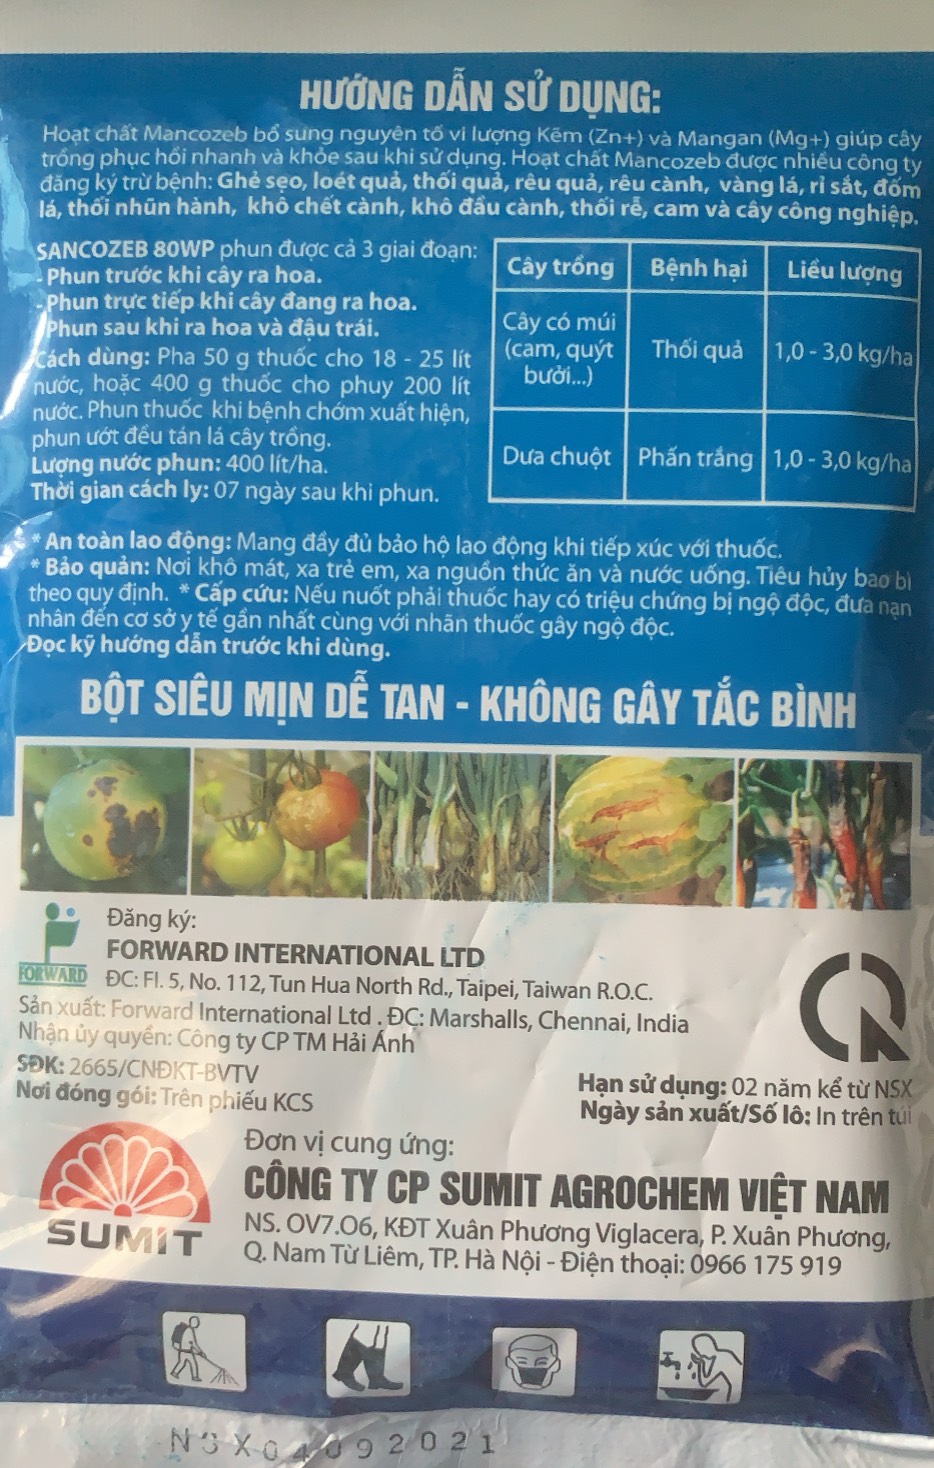 HƯỚNG DẪN SỬ DỤNG:
Hoạt chất Mancozeb bổ sung nguyên tố vi lượng Kẽm (Zn+) và Mangan (Mg+) giúp cây
trồng phục hồi nhanh và khỏe sau khi sử dụng. Hoạt chất Mancozeb được nhiều công ty
đăng ký trừ bệnh: Ghẻ sẹo, loét quả, thối quả, rêu quả, rêu cành, vàng lá, rỉ sắt, đốm
lá, thối nhũn hành, khô chết cành, khô đầu cành, thối rễ, cam và cây công nghiệp.
SANCOZEB 80WP phun được cả 3 giai đoạn:
- Phun trước khi cây ra hoa.
- Phun trực tiếp khi cây đang ra hoa.
Phun sau khi ra hoa và đậu trái.
Cách dùng: Pha 50 g thuốc cho 18 - 25 lít
nước, hoặc 400 g thuốc cho phuy 200 lít
nước. Phun thuốc khi bệnh chớm xuất hiện,
phun ướt đều tán lá cây trồng.
Lượng nước phun: 400 lít/ha.
Thời gian cách ly: 07 ngày sau khi phun.
Cây trồng Bệnh hại Liều lượng
Cây có múi
(cam, quýt Thối quả 1,0 - 3,0 kg/ha
bưởi...)
Dưa chuột Phấn trắng 1,0 - 3,0 kg/ha
* An toàn lao động: Mang đầy đủ bảo hộ lao động khi tiếp xúc với thuốc.
* Bảo quản: Nơi khô mát, xa trẻ em, xa nguồn thức ăn và nước uống. Tiêu hủy bao bì
theo quy định. * Cấp cứu: Nếu nuốt phải thuốc hay có triệu chứng bị ngộ độc, đưa nạn
nhân đến cơ sở y tế gần nhất cùng với nhãn thuốc gây ngộ độc.
Đọc kỹ hướng dẫn trước khi dùng.
BỘT SIÊU MỊN DỄ TAN - KHÔNG GÂY TẮC BÌNH
Đăng ký:
FORWARD INTERNATIONAL LTD
FORWARD ĐC: Fl. 5, No. 112, Tun Hua North Rd., Taipei, Taiwan R.O.C.
Sản xuất: Forward International Ltd . ĐC: Marshalls, Chennai, India
Nhận ủy quyền: Công ty CP TM Hải Ánh
SĐK: 2665/CNĐKT-BVTV
Nơi đóng gói: Trên phiếu KCS
Hạn sử dụng: 02 năm kể từ NSX
Ngày sản xuất/Số lô: In trên túi
Đơn vị cung ứng:
CÔNG TY CP SUMIT AGROCHEM VIỆT NAM
SUMIT
NS. OV7.O6, KĐT Xuân Phương Viglacera, P. Xuân Phương,
Q. Nam Từ Liêm, TP. Hà Nội - Điện thoại: 0966 175 919
NSX 04092021